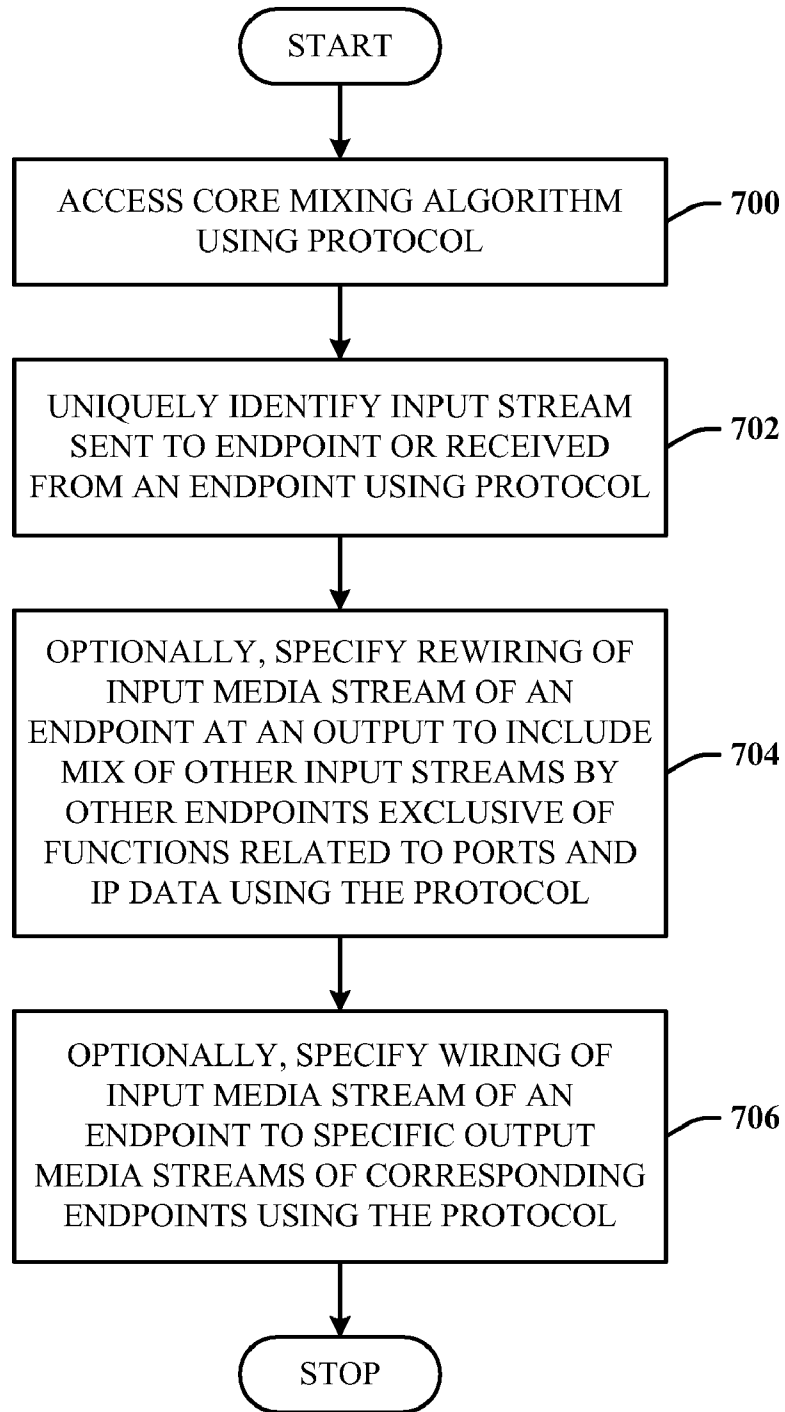 START
ACCESS CORE MIXING ALGORITHM
USING PROTOCOL
700
UNIQUELY IDENTIFY INPUT STREAM
SENT TO ENDPOINT OR RECEIVED
FROM AN ENDPOINT USING PROTOCOL
702
OPTIONALLY, SPECIFY REWIRING OF
INPUT MEDIA STREAM OF AN
ENDPOINT AT AN OUTPUT TO INCLUDE
MIX OF OTHER INPUT STREAMS BY
OTHER ENDPOINTS EXCLUSIVE OF
FUNCTIONS RELATED TO PORTS AND
IP DATA USING THE PROTOCOL
704
OPTIONALLY, SPECIFY WIRING OF
INPUT MEDIA STREAM OF AN
ENDPOINT TO SPECIFIC OUTPUT
MEDIA STREAMS OF CORRESPONDING
ENDPOINTS USING THE PROTOCOL
706
STOP